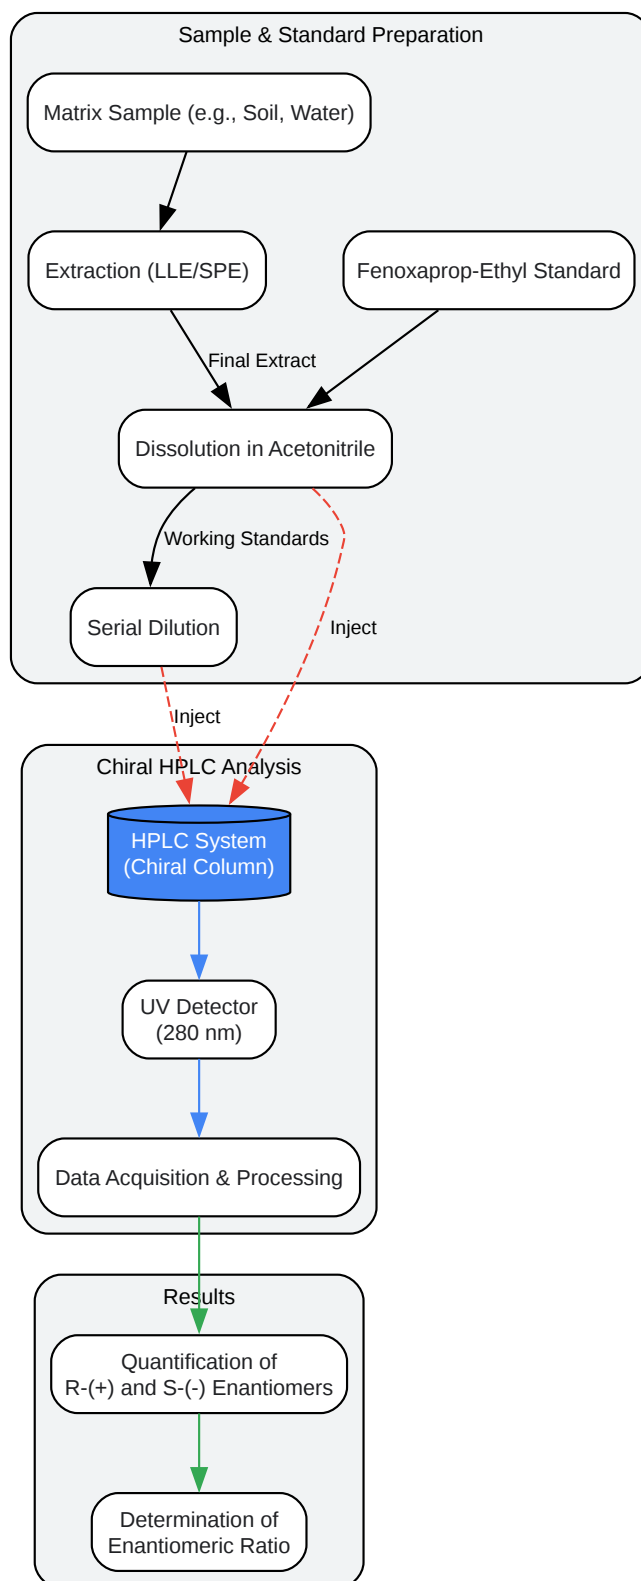 Sample & Standard Preparation
Matrix Sample (e.g., Soil, Water)
Extraction (LLE/SPE)
Fenoxaprop-Ethyl Standard
Final Extract
Dissolution in Acetonitrile
Working Standards
Serial Dilution
Inject
Inject
Chiral HPLC Analysis
HPLC System
(Chiral Column)
UV Detector
(280 nm)
Data Acquisition & Processing
Results
Quantification of
R-(+) and S-(-) Enantiomers
Determination of
Enantiomeric Ratio